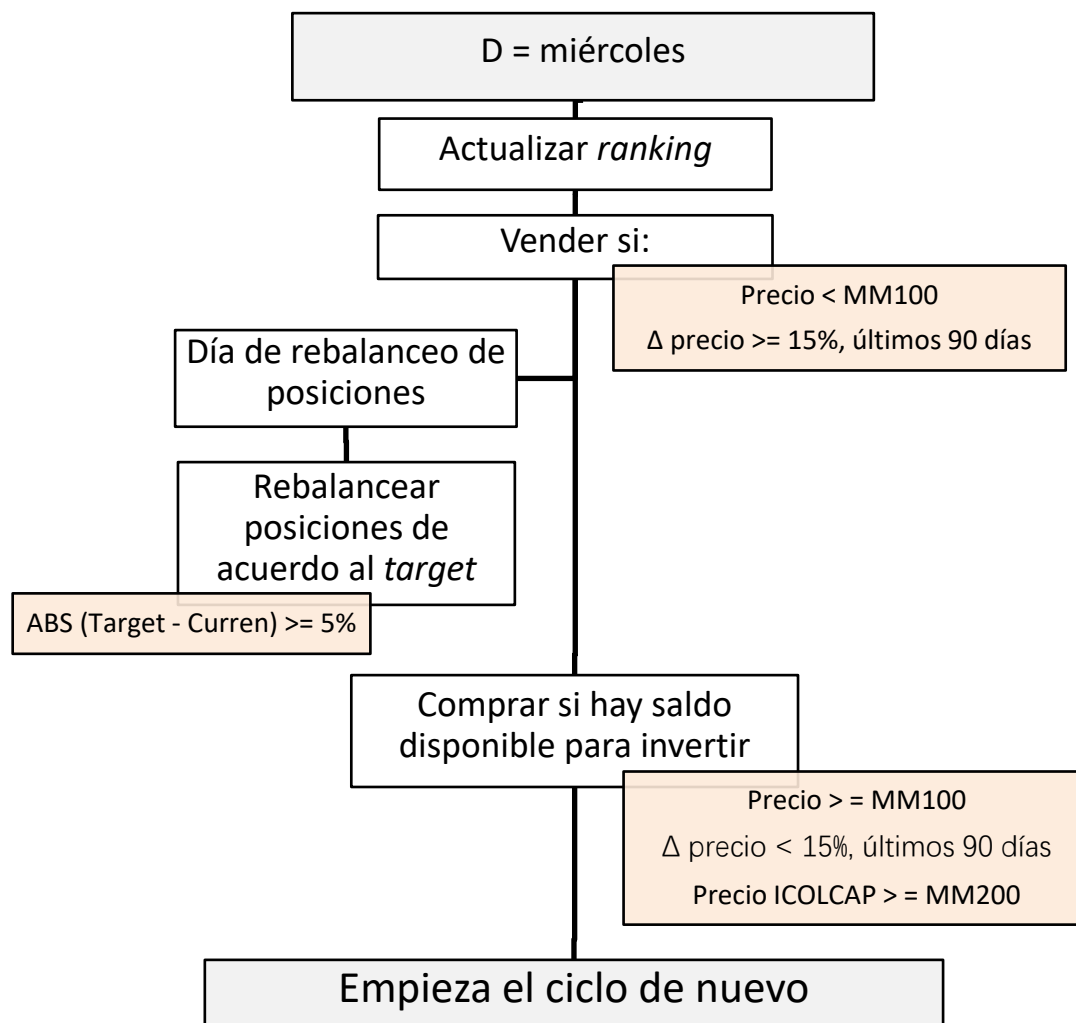 D = miércoles
Actualizar ranking
Vender si:
Precio < MM100
Δ precio >= 15%, últimos 90 días
Día de rebalanceo de
posiciones
Rebalancear
posiciones de
acuerdo al target
ABS (Target - Curren) >= 5%
Comprar si hay saldo
disponible para invertir
Precio > = MM100
Δ precio < 15%, últimos 90 días
Precio ICOLCAP > = MM200
Empieza el ciclo de nuevo